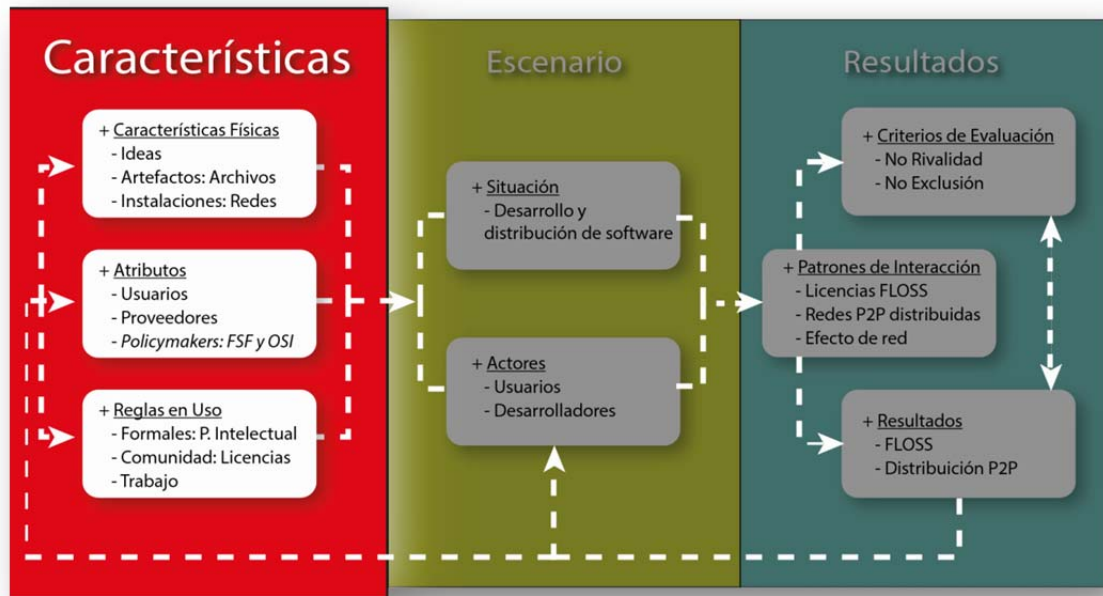 Características
+ Características Físicas
- Ideas
- Artefactos: Archivos
- Instalaciones: Redes
+ Atributos
- Usuarios
- Proveedores
- Policymakers: FSF y OSI
+ Reglas en Uso
- Formales: P. Intelectual
- Comunidad: Licencias
- Trabajo
Escenario
+ Situación
- Desarrollo y
distribución de software
+ Actores
- Usuarios
- Desarrolladores
Resultados
+ Criterios de Evaluación
- No Rivalidad
- No Exclusión
+ Patrones de Interacción
- Licencias FLOSS
- Redes P2P distribuidas
- Efecto de red
+ Resultados
- FLOSS
- Distribuición P2P